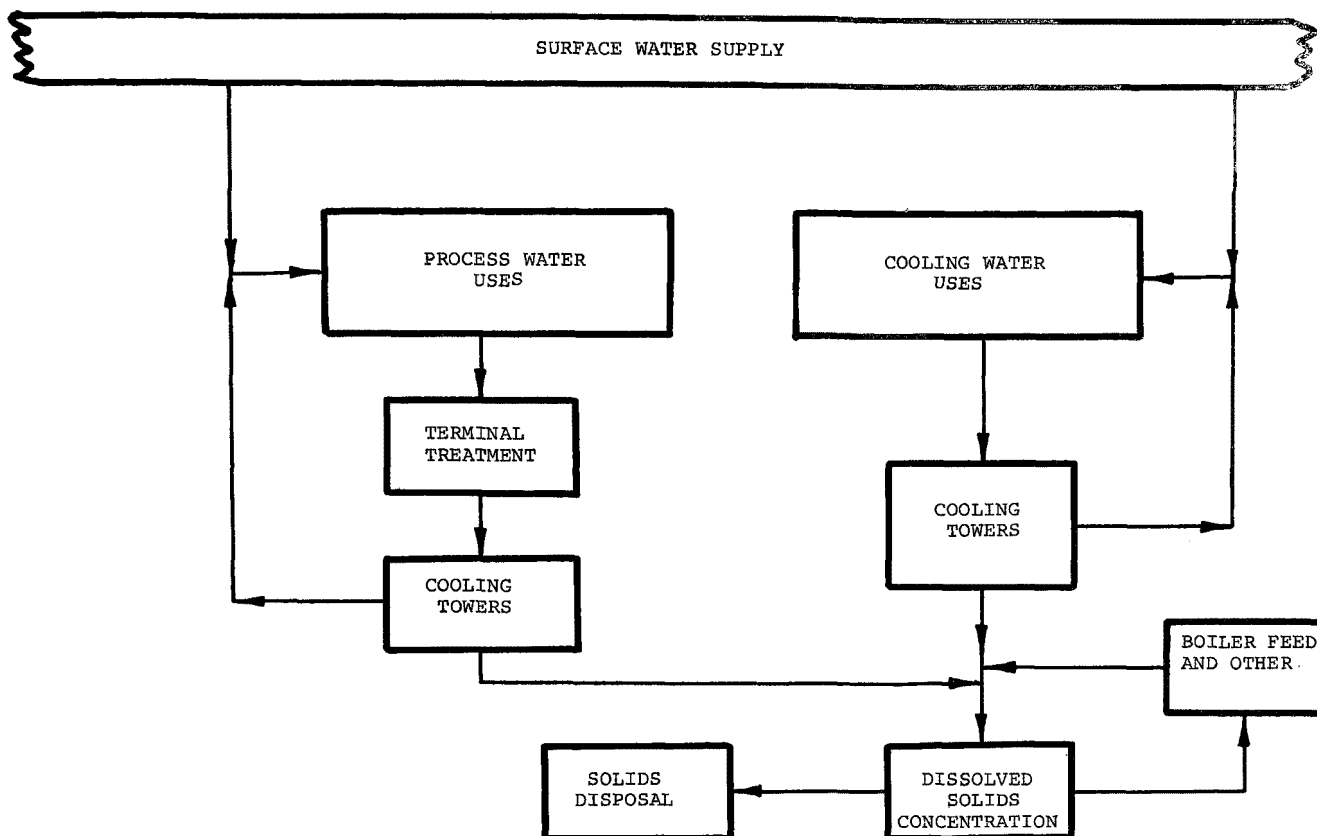 SURFACE WATER SUPPLY
PROCESS WATER
USES
COOLING WATER
USES
TERMINAL
TREATMENT
COOLING
TOWERS
COOLING
TOWERS
BOILER FEED
AND OTHER
SOLIDS
DISPOSAL
DISSOLVED
SOLIDS
CONCENTRATION